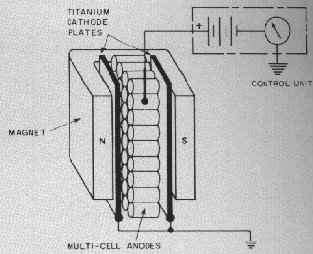 TITANIUM
CATHODE
PLATES
+
CONTROL UNIT
MAGNET
N
S
MULTI-CELL ANODES